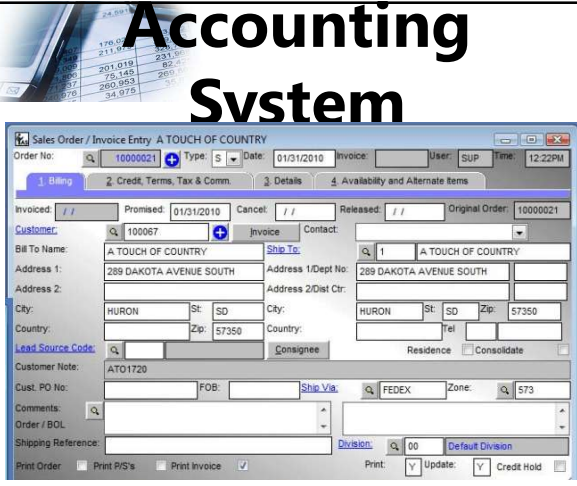 Accounting
System
Sales Order / Invoice Entry A TOUCH OF COUNTRY
Order No: 10000021 Type: S Date: 01/31/2010 Invoice: User: SUP Time: 12:22PM
1. Billing 2. Credit, Terms, Tax & Comm. 3. Details 4. Availability and Alternate Items
Invoiced: / / Promised: 01/31/2010 Cancel: / / Released: / / Original Order: 10000021
Customer: 100067 Invoice Contact:
Bill To Name: A TOUCH OF COUNTRY Ship To: 1 A TOUCH OF COUNTRY
Address 1: 289 DAKOTA AVENUE SOUTH Address 1/Dept No: 289 DAKOTA AVENUE SOUTH
Address 2: Address 2/Dist Ctr:
City: HURON St: SD City: HURON St: SD Zip: 57350
Country: Zip: 57350 Country: Tel
Lead Source Code: Consignee Residence Consolidate
Customer Note: ATO1720
Cust. PO No: FOB: Ship Via: FEDEX Zone: 573
Comments:
Order / BOL
Shipping Reference: Division: 00 Default Division
Print Order Print P/S's Print Invoice Print: Y Update: Y Credit Hold